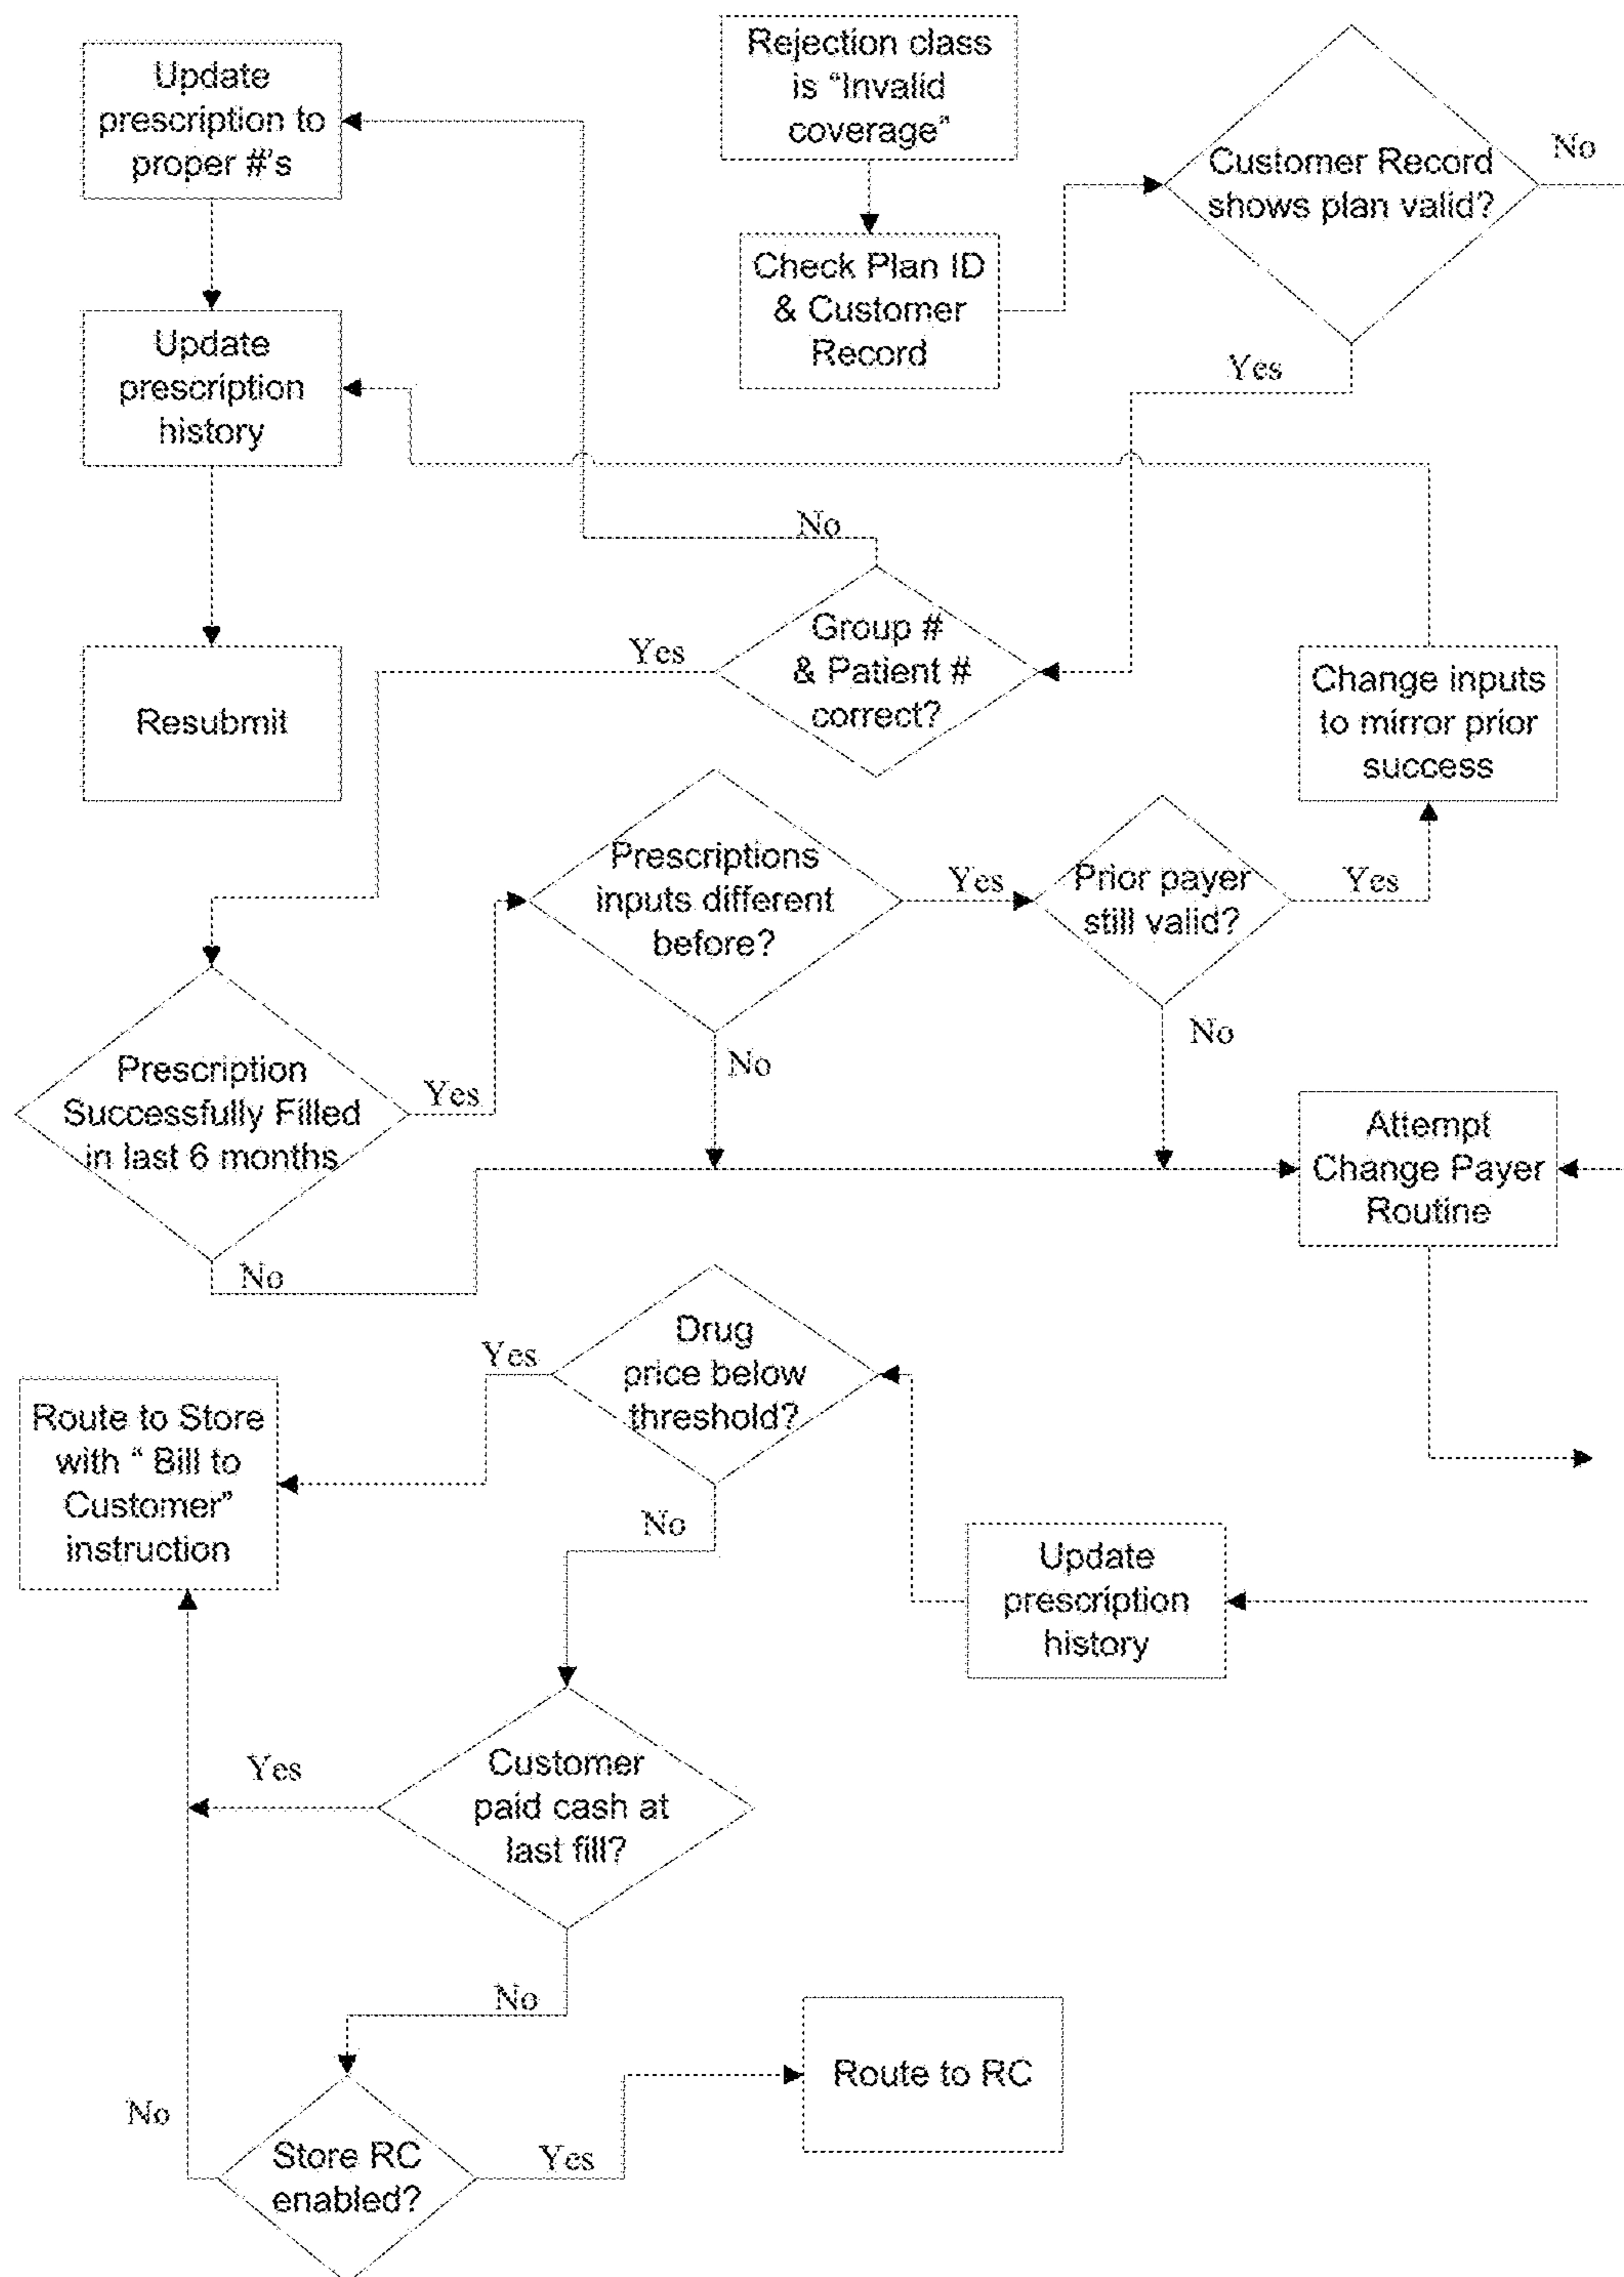 Update
prescription to
proper #'s
Rejection class
is “Invalid
coverage”
Customer Record
shows plan valid?
No
Yes
Check Plan ID
& Customer
Record
Update
prescription
history
No
Group #
& Patient #
correct?
Yes
Resubmit
Change inputs
to mirror prior
success
Prescriptions
inputs different
before?
Yes
No
Prior payer
still valid?
Yes
No
Prescription
Successfully Filled
in last 6 months
Yes
No
Attempt
Change Payer
Routine
Drug
price below
threshold?
Yes
No
Route to Store
with “ Bill to
Customer”
instruction
Update
prescription
history
Customer
paid cash at
last fill?
Yes
No
Route to RC
Store RC
enabled?
No
Yes